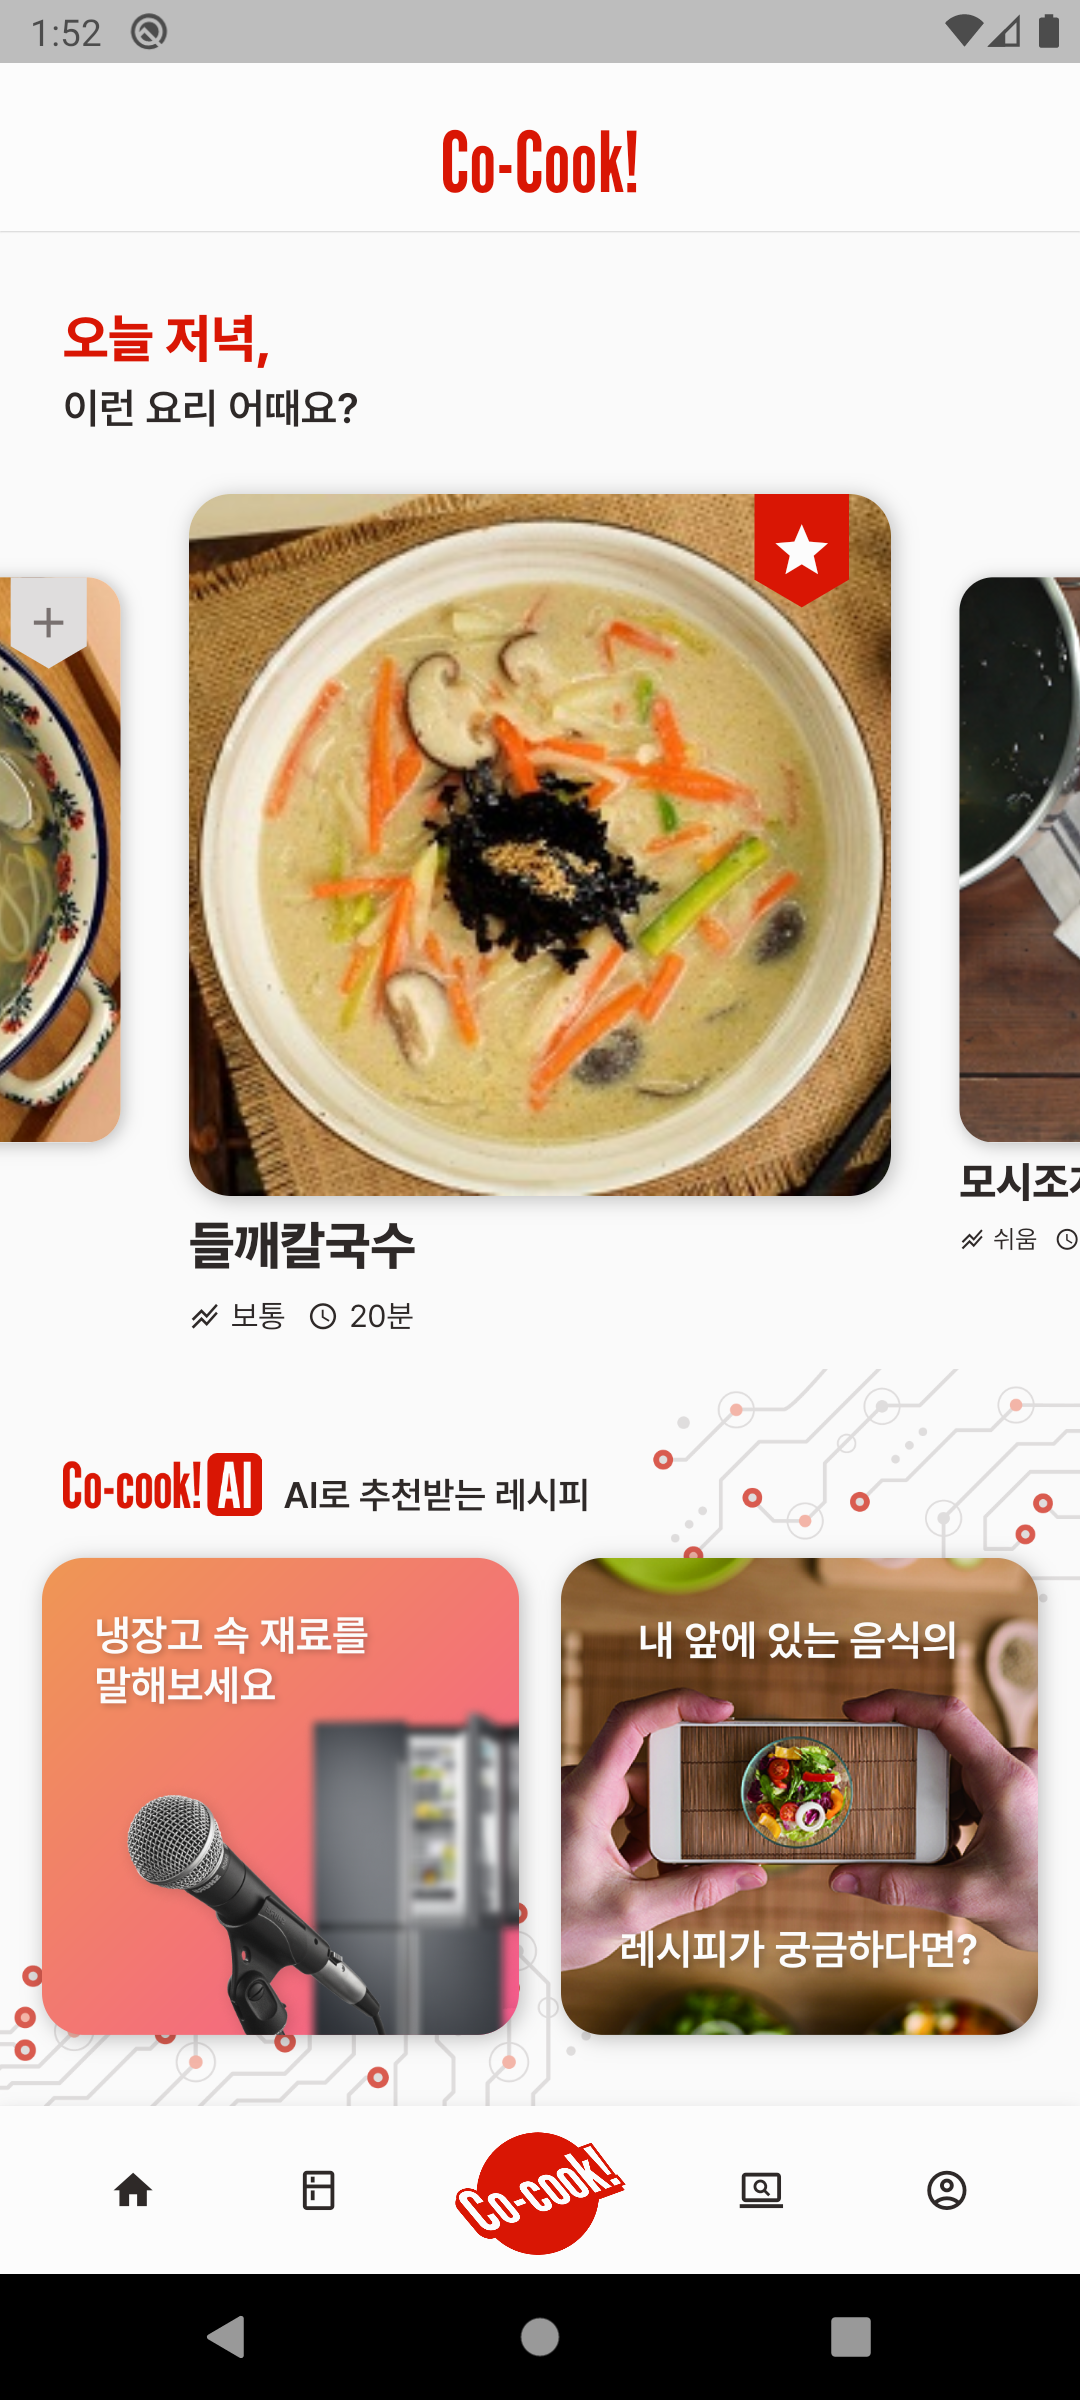 1:52
Co-Cook!
오늘 저녁,
이런 요리 어때요?
들깨칼국수
보통 20분
모시조
쉬움
Co-cook! AI AI로 추천받는 레시피
냉장고 속 재료를
말해보세요
내 앞에 있는 음식의
레시피가 궁금하다면?
Co-cook!